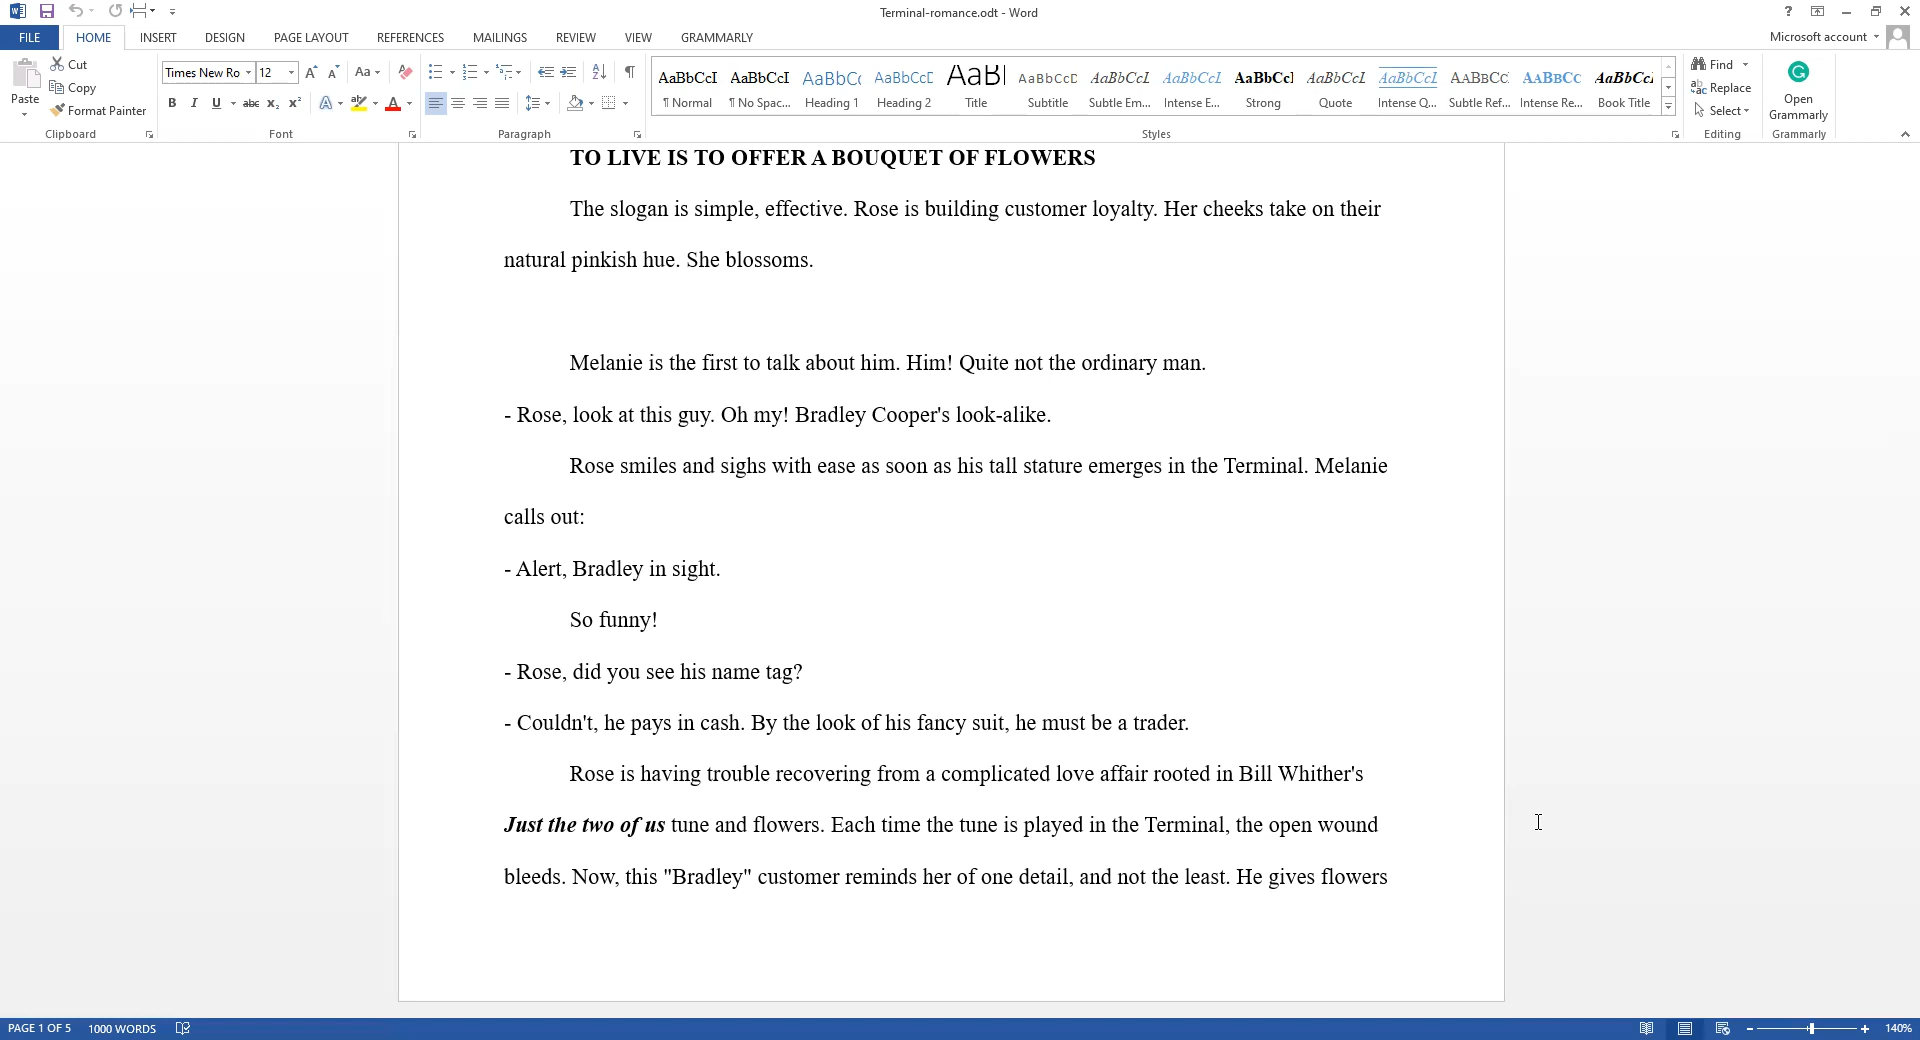 Terminal-romance.odt - Word
?
FILE HOME INSERT DESIGN PAGE LAYOUT REFERENCES MAILINGS REVIEW VIEW GRAMMARLY
Microsoft account
Paste
Cut
Copy
Format Painter
Clipboard
Times New Ro 12
Aa
B I U abc x₂ x² A ab A
Font
¶
Paragraph
AaBbCcI AaBbCcI AaBbC AaBbCcD AaB AaBbCcD AaBbCcI AaBbCcI AaBbCcI AaBbCcI AaBbCcI AABBCC AABBCC AaBbCc
¶ Normal ¶ No Spac... Heading 1 Heading 2 Title Subtitle Subtle Em... Intense E... Strong Quote Intense Q... Subtle Ref... Intense Re... Book Title
Styles
Find
Replace
Select
Editing
Open
Grammarly
Grammarly
TO LIVE IS TO OFFER A BOUQUET OF FLOWERS
The slogan is simple, effective. Rose is building customer loyalty. Her cheeks take on their
natural pinkish hue. She blossoms.
Melanie is the first to talk about him. Him! Quite not the ordinary man.
- Rose, look at this guy. Oh my! Bradley Cooper's look-alike.
Rose smiles and sighs with ease as soon as his tall stature emerges in the Terminal. Melanie
calls out:
- Alert, Bradley in sight.
So funny!
- Rose, did you see his name tag?
- Couldn't, he pays in cash. By the look of his fancy suit, he must be a trader.
Rose is having trouble recovering from a complicated love affair rooted in Bill Whither's
Just the two of us tune and flowers. Each time the tune is played in the Terminal, the open wound
bleeds. Now, this "Bradley" customer reminds her of one detail, and not the least. He gives flowers
PAGE 1 OF 5 1000 WORDS
140%